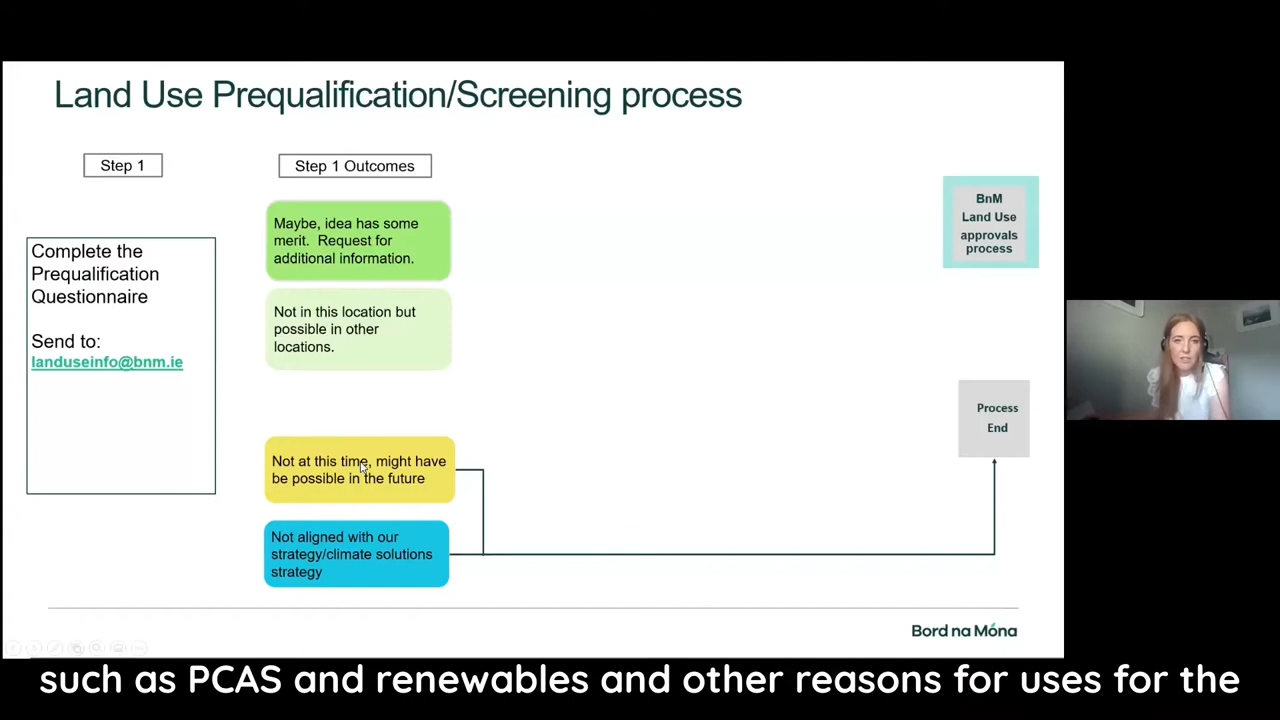 Land Use Prequalification/Screening process
Step 1
Step 1 Outcomes
Complete the
Prequalification
Questionnaire
Send to:
landuseinfo@bnm.ie
Maybe, idea has some
merit. Request for
additional information.
Not in this location but
possible in other
locations.
Not at this time, might have
be possible in the future
Not aligned with our
strategy/climate solutions
strategy
BnM
Land Use
approvals
process
Process
End
Bord na Móna
such as PCAS and renewables and other reasons for uses for the